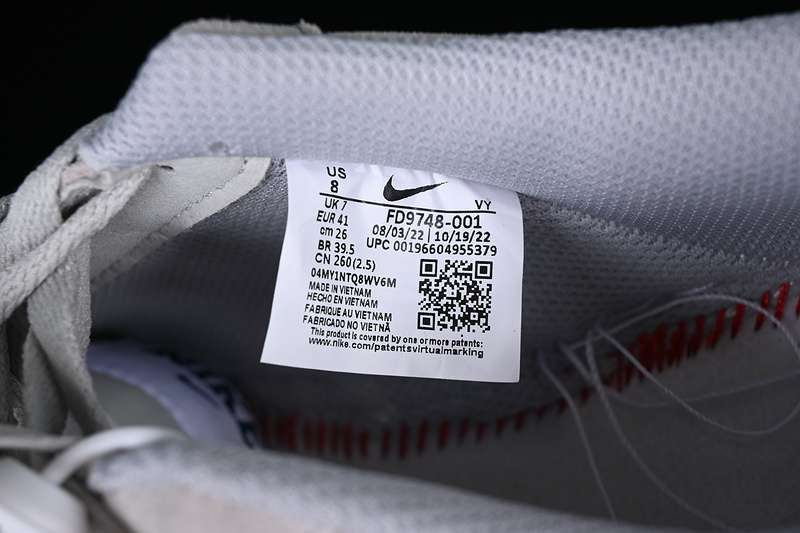 US
8
UK 7
VY
EUR 41
FD9748-001
cm 26
08/03/22 | 10/19/22
BR 39.5
UPC 00196604955379
CN 260(2.5)
04MY1NTQ8WV6M
MADE IN VIETNAM
HECHO EN VIETNAM
FABRIQUE AU VIETNAM
FABRICADO NO VIETNÃ
This product is covered by one or more patents:
www.nike.com/patentsvirtualmarking